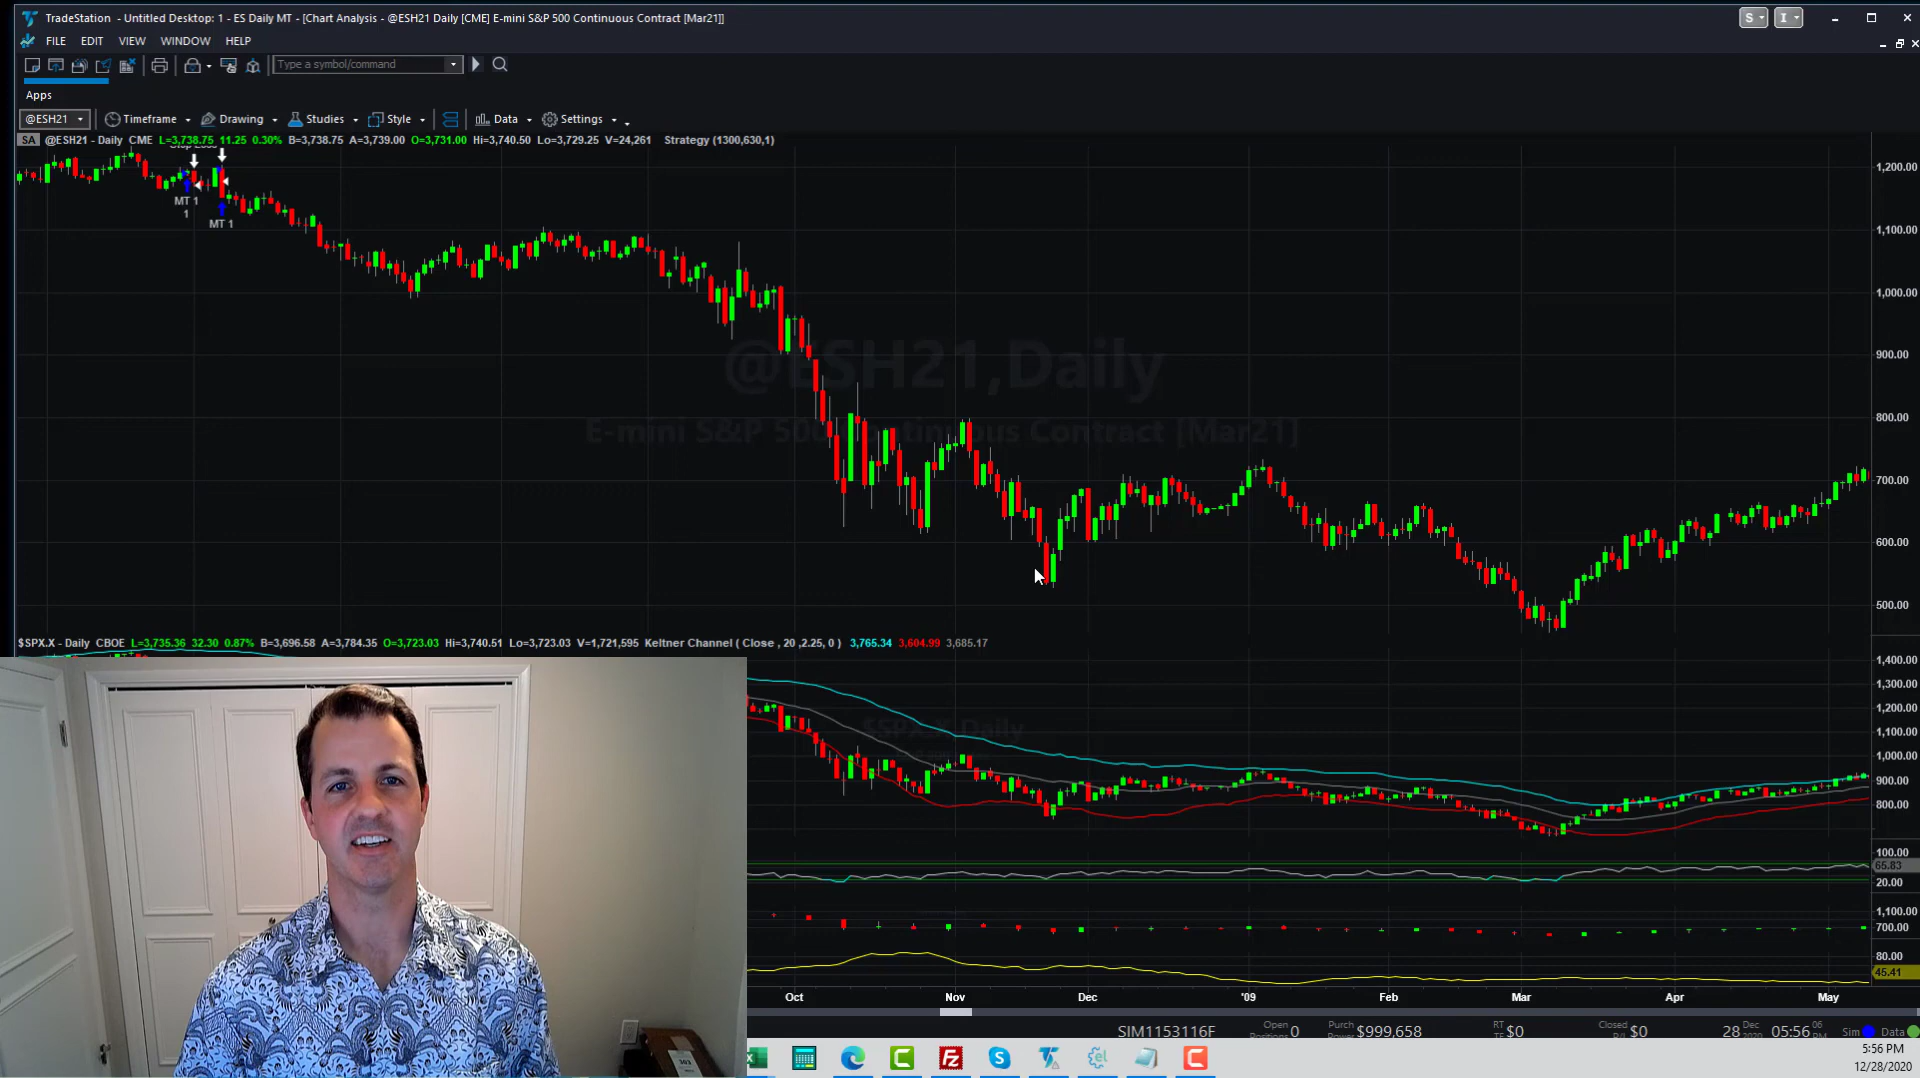 TradeStation - Untitled Desktop: 1 - ES Daily MT - [Chart Analysis - @ESH21 Daily [CME] E-mini S&P 500 Continuous Contract [Mar21]]
S I
FILE EDIT VIEW WINDOW HELP
Type a symbol/command
Apps
@ESH21 Timeframe Drawing Studies Style Data Settings
SA @ESH21 - Daily CME L=3,738.75 11.25 0.30% B=3,738.75 A=3,739.00 O=3,731.00 Hi=3,740.50 Lo=3,729.25 V=24,261 Strategy (1300,630,1)
1,200.00
MT 1
1
MT 1
1,100.00
1,000.00
@ESH21,Daily
900.00
800.00
E-mini S&P 500 Continuous Contract [Mar21]
700.00
600.00
500.00
$SPX.X - Daily CBOE L=3,735.36 32.30 0.87% B=3,696.58 A=3,784.35 O=3,723.03 Hi=3,740.51 Lo=3,723.03 V=1,721,595 Keltner Channel ( Close , 20 ,2.25, 0 ) 3,765.34 3,604.99 3,685.17
1,400.00
1,300.00
1,200.00
$SPX.X,Daily
1,100.00
1,000.00
900.00
800.00
100.00
65.83
20.00
1,100.00
700.00
80.00
45.41
Oct Nov Dec '09 Feb Mar Apr May
SIM1153116F Open Positions 0 Purch Power $999,658 RT $0 Closed $0 28 Dec 2020 05:56 06 PM Sim Data
5:56 PM
12/28/2020